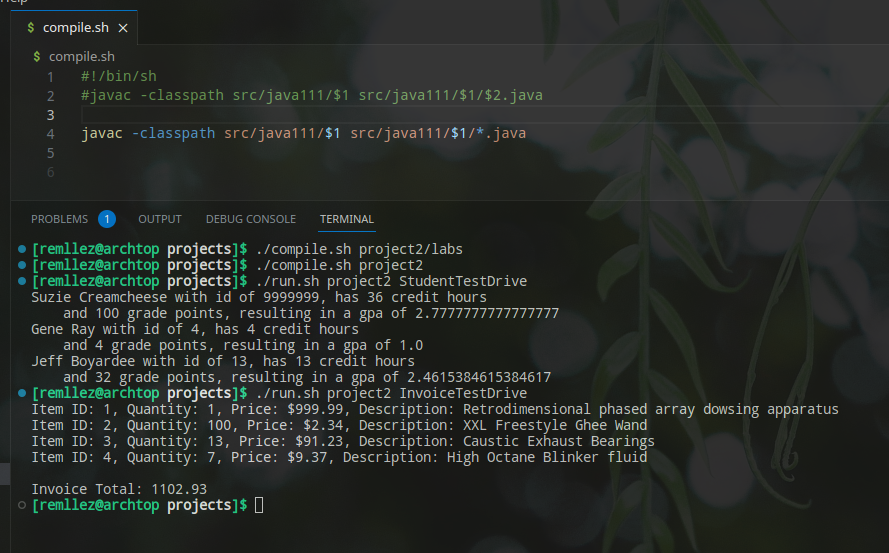 Help
$ compile.sh ×
$ compile.sh
1 #!/bin/sh
2 #javac -classpath src/java111/$1 src/java111/$1/$2.java
3
4 javac -classpath src/java111/$1 src/java111/$1/*.java
5
6
PROBLEMS 1 OUTPUT DEBUG CONSOLE TERMINAL
[remllez@archtop projects]$ ./compile.sh project2/labs
[remllez@archtop projects]$ ./compile.sh project2
[remllez@archtop projects]$ ./run.sh project2 StudentTestDrive
Suzie Creamcheese with id of 9999999, has 36 credit hours
    and 100 grade points, resulting in a gpa of 2.7777777777777777
Gene Ray with id of 4, has 4 credit hours
    and 4 grade points, resulting in a gpa of 1.0
Jeff Boyardee with id of 13, has 13 credit hours
    and 32 grade points, resulting in a gpa of 2.4615384615384617
[remllez@archtop projects]$ ./run.sh project2 InvoiceTestDrive
Item ID: 1, Quantity: 1, Price: $999.99, Description: Retrodimensional phased array dowsing apparatus
Item ID: 2, Quantity: 100, Price: $2.34, Description: XXL Freestyle Ghee Wand
Item ID: 3, Quantity: 13, Price: $91.23, Description: Caustic Exhaust Bearings
Item ID: 4, Quantity: 7, Price: $9.37, Description: High Octane Blinker fluid

Invoice Total: 1102.93
[remllez@archtop projects]$